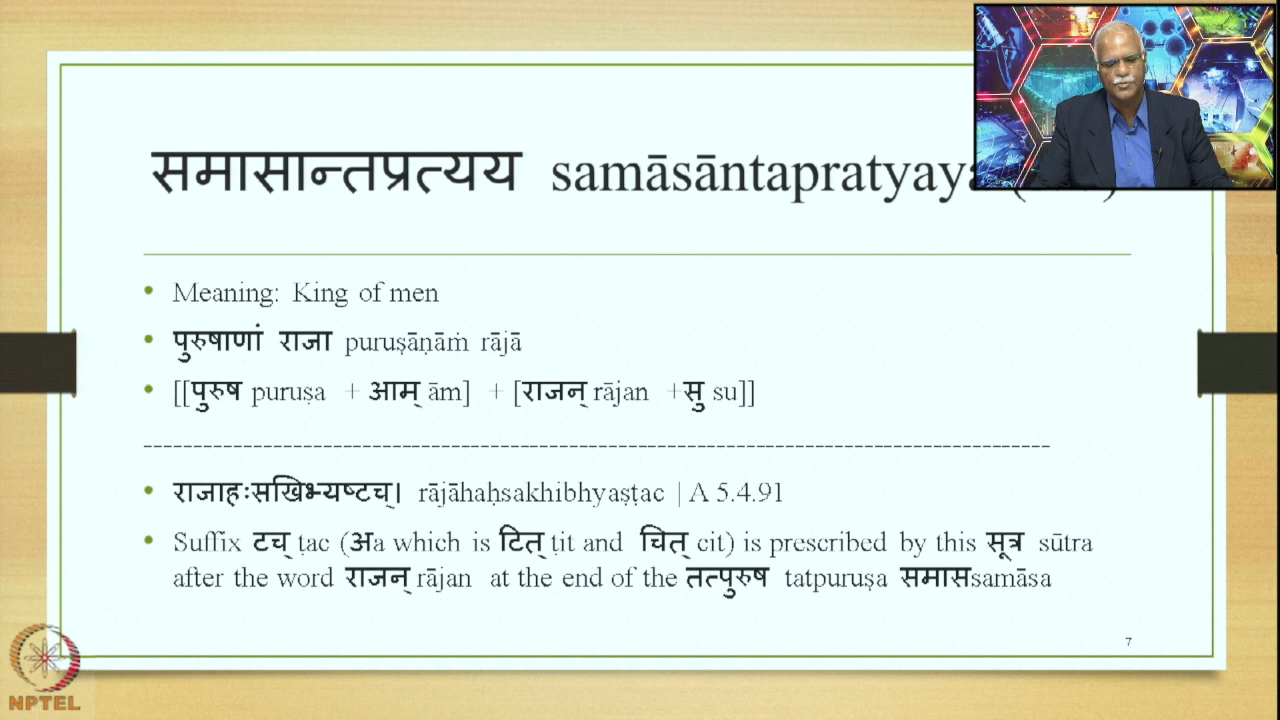 समासान्तप्रत्यय samāsāntapratyaya
• Meaning: King of men
• पुरुषाणां राजा puruṣāṇāṁ rājā
• [[पुरुष puruṣa + आम् ām] + [राजन् rājan +सु su]]
• राजाहःसखिभ्यष्टच्। rājāhaḥsakhibhyaṣṭac | A 5.4.91
• Suffix टच् ṭac (अa which is टित् ṭit and चित् cit) is prescribed by this सूत्र sūtra
after the word राजन् rājan at the end of the तत्पुरुष tatpuruṣa समासsamāsa
7
NPTEL